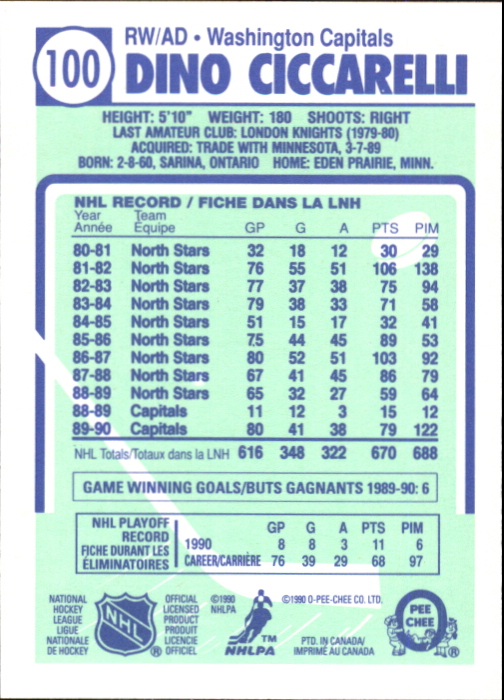 100
RW/AD • Washington Capitals
DINO CICCARELLI
HEIGHT: 5'10" WEIGHT: 180 SHOOTS: RIGHT
LAST AMATEUR CLUB: LONDON KNIGHTS (1979-80)
ACQUIRED: TRADE WITH MINNESOTA, 3-7-89
BORN: 2-8-60, SARINA, ONTARIO HOME: EDEN PRAIRIE, MINN.
NHL RECORD / FICHE DANS LA LNH
Year Team
Année Équipe GP G A PTS PIM
80-81 North Stars 32 18 12 30 29
81-82 North Stars 76 55 51 106 138
82-83 North Stars 77 37 38 75 94
83-84 North Stars 79 38 33 71 58
84-85 North Stars 51 15 17 32 41
85-86 North Stars 75 44 45 89 53
86-87 North Stars 80 52 51 103 92
87-88 North Stars 67 41 45 86 79
88-89 North Stars 65 32 27 59 64
88-89 Capitals 11 12 3 15 12
89-90 Capitals 80 41 38 79 122
NHL Totals/Totaux dans la LNH 616 348 322 670 688
GAME WINNING GOALS/BUTS GAGNANTS 1989-90: 6
NHL PLAYOFF
RECORD
FICHE DURANT LES
ÉLIMINATOIRES
GP G A PTS PIM
1990 8 8 3 11 6
CAREER/CARRIÈRE 76 39 29 68 97
NATIONAL
HOCKEY
LEAGUE
LIGUE
NATIONALE
DE HOCKEY
NHL
®
OFFICIAL
LICENSED
PRODUCT
PRODUIT
LICENCIE
OFFICIEL
©1990
NHLPA
TM
NHLPA
©1990 O-PEE-CHEE CO. LTD.
PTD. IN CANADA/
IMPRIMÉ AU CANADA
PEE
CHEE
®